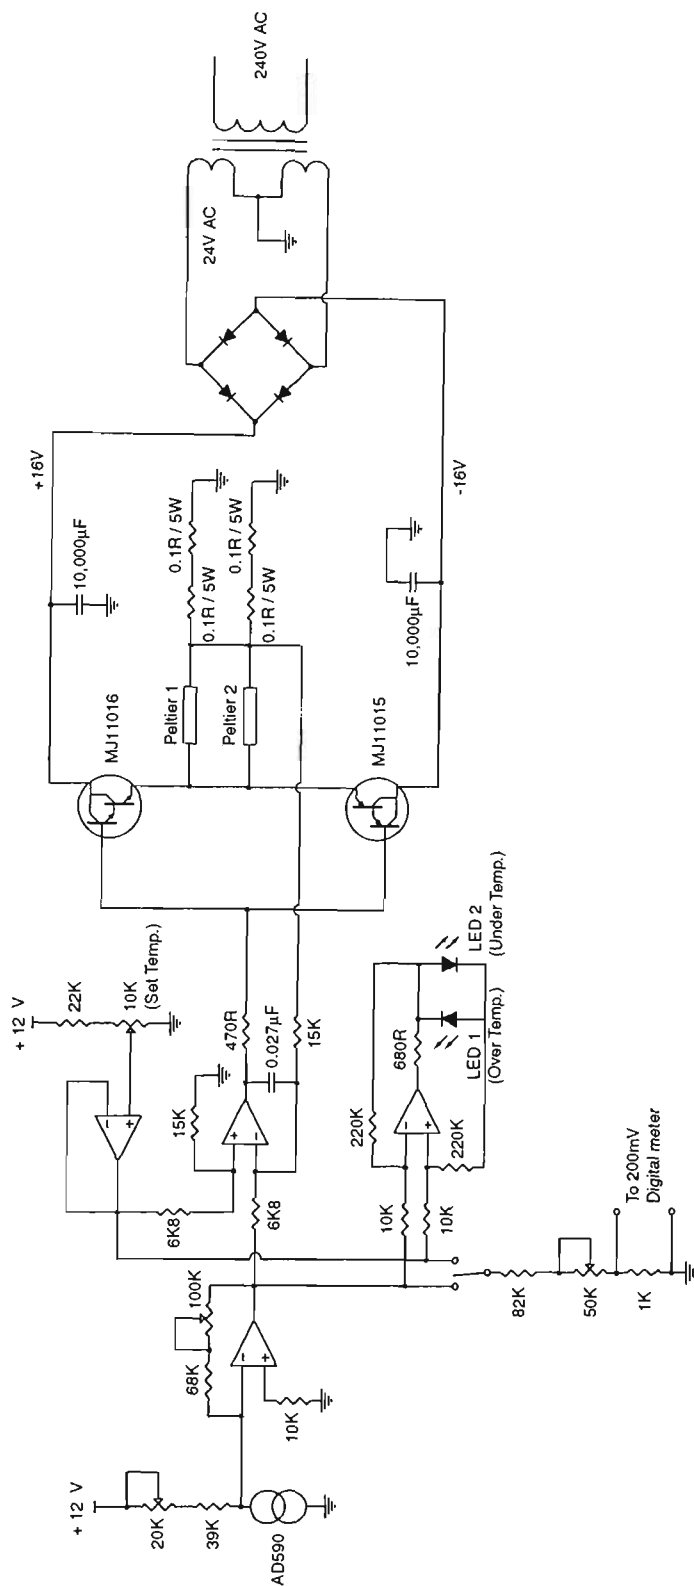 + 12 V
20K
39K
AD590
68K
100K
−
+
10K
+ 12 V
22K
10K
(Set Temp.)
−
+
6K8
6K8
15K
+
−
470R
0.027μF
15K
10K
10K
220K
220K
−
+
680R
LED 1
(Over Temp.)
LED 2
(Under Temp.)
82K
50K
1K
To 200mV
Digital meter
MJ11016
MJ11015
Peltier 1
Peltier 2
0.1R / 5W
0.1R / 5W
0.1R / 5W
0.1R / 5W
10,000μF
10,000μF
+16V
-16V
24V AC
240V AC